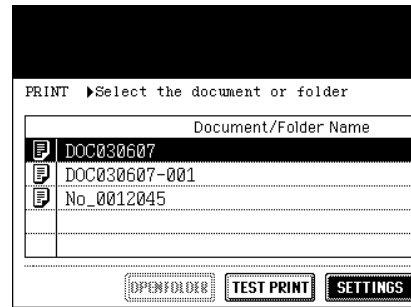 PRINT ▶Select the document or folder
Document/Folder Name
DOC030607
DOC030607-001
No_0012045
OPEN FOLDER TEST PRINT SETTINGS